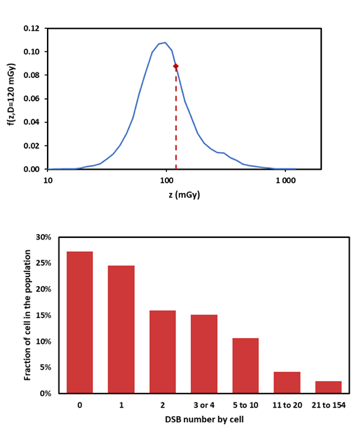 0.12
0.10
0.08
0.06
0.04
0.02
0.00
f(z,D=120 mGy)
10 100 1 000
z (mGy)
30%
25%
20%
15%
10%
5%
0%
Fraction of cell in the population
0 1 2 3 or 4 5 to 10 11 to 20 21 to 154
DSB number by cell